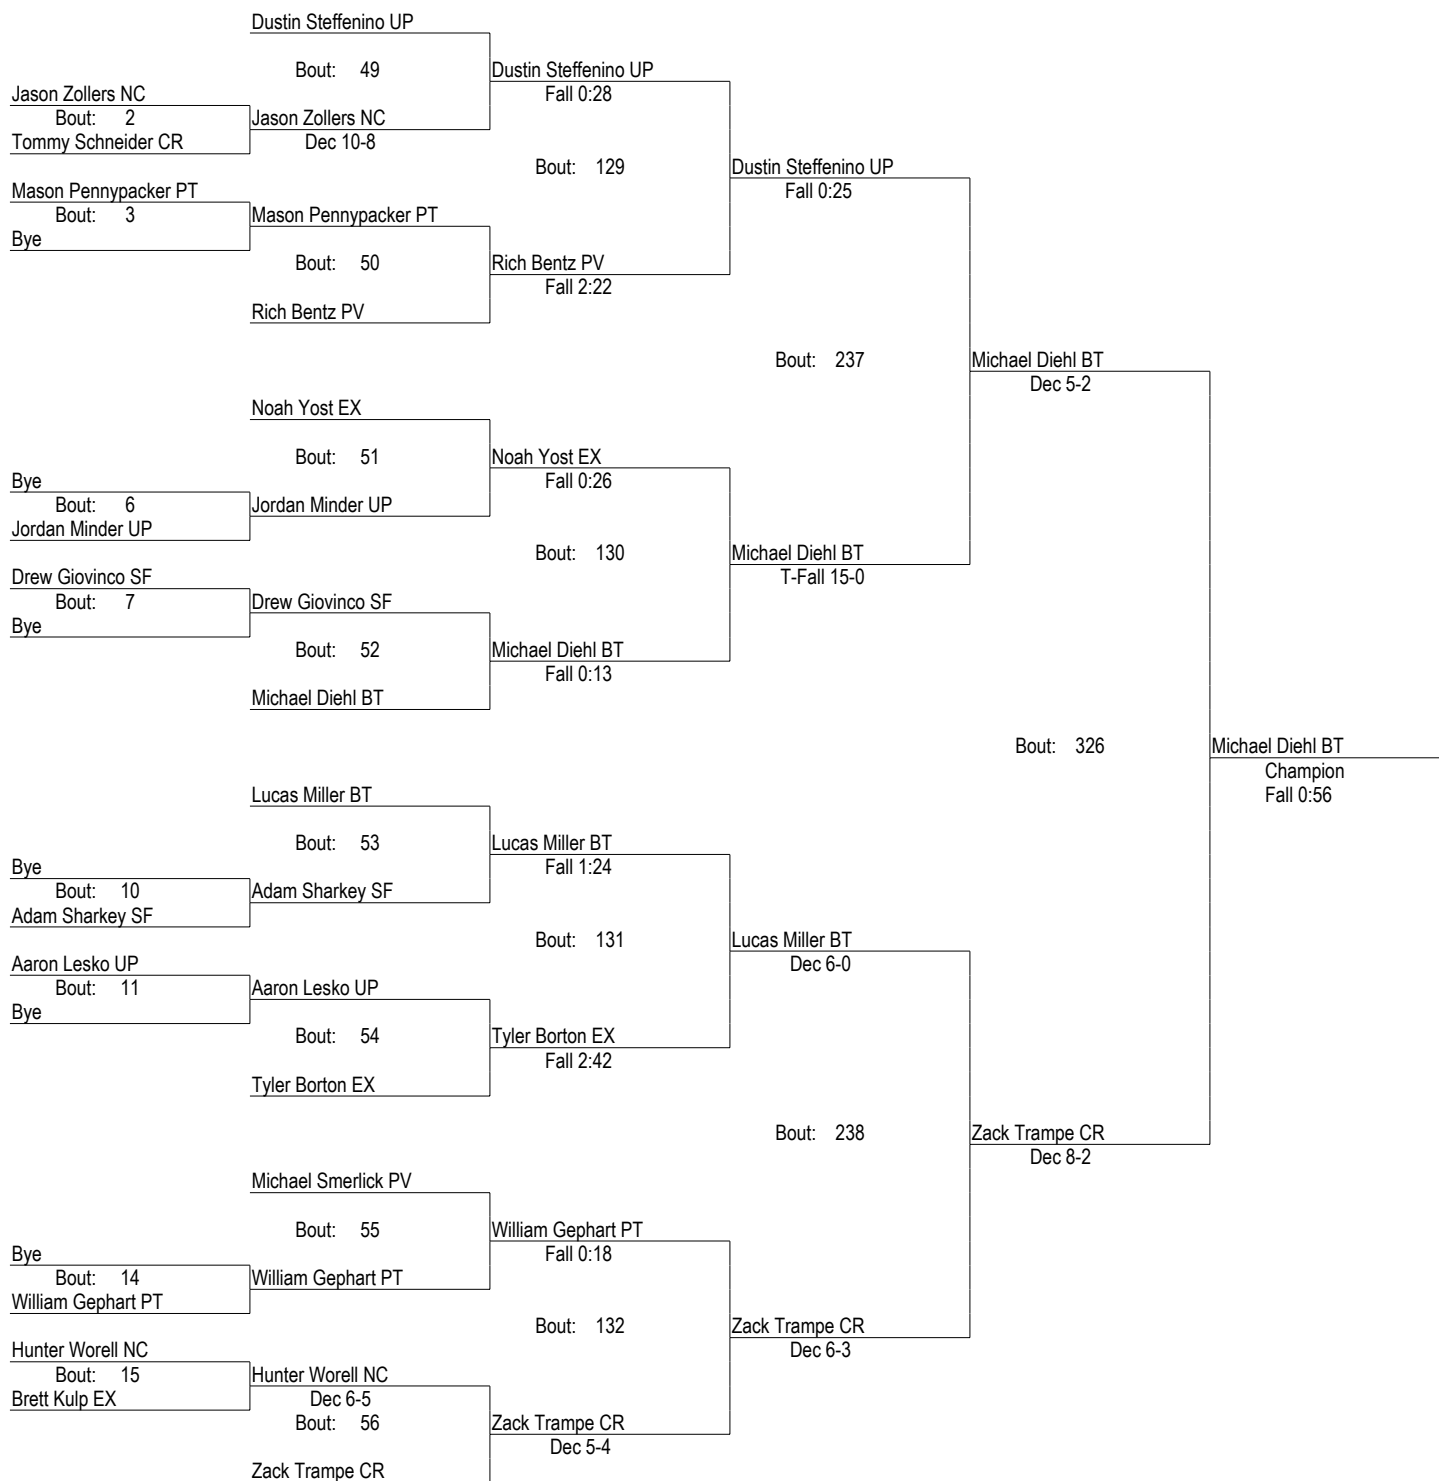 Dustin Steffenino UP
Bout: 49
Dustin Steffenino UP
Fall 0:28
Jason Zollers NC
Bout: 2
Jason Zollers NC
Tommy Schneider CR
Dec 10-8
Bout: 129
Dustin Steffenino UP
Fall 0:25
Mason Pennypacker PT
Bout: 3
Mason Pennypacker PT
Bye
Bout: 50
Rich Bentz PV
Fall 2:22
Rich Bentz PV
Bout: 237
Michael Diehl BT
Dec 5-2
Noah Yost EX
Bout: 51
Noah Yost EX
Fall 0:26
Bye
Bout: 6
Jordan Minder UP
Jordan Minder UP
Bout: 130
Michael Diehl BT
T-Fall 15-0
Drew Giovinco SF
Bout: 7
Drew Giovinco SF
Bye
Bout: 52
Michael Diehl BT
Fall 0:13
Michael Diehl BT
Bout: 326
Michael Diehl BT
Champion
Fall 0:56
Lucas Miller BT
Bout: 53
Lucas Miller BT
Fall 1:24
Bye
Bout: 10
Adam Sharkey SF
Adam Sharkey SF
Bout: 131
Lucas Miller BT
Dec 6-0
Aaron Lesko UP
Bout: 11
Aaron Lesko UP
Bye
Bout: 54
Tyler Borton EX
Fall 2:42
Tyler Borton EX
Bout: 238
Zack Trampe CR
Dec 8-2
Michael Smerlick PV
Bout: 55
William Gephart PT
Fall 0:18
Bye
Bout: 14
William Gephart PT
William Gephart PT
Bout: 132
Zack Trampe CR
Dec 6-3
Hunter Worell NC
Bout: 15
Hunter Worell NC
Brett Kulp EX
Dec 6-5
Bout: 56
Zack Trampe CR
Dec 5-4
Zack Trampe CR